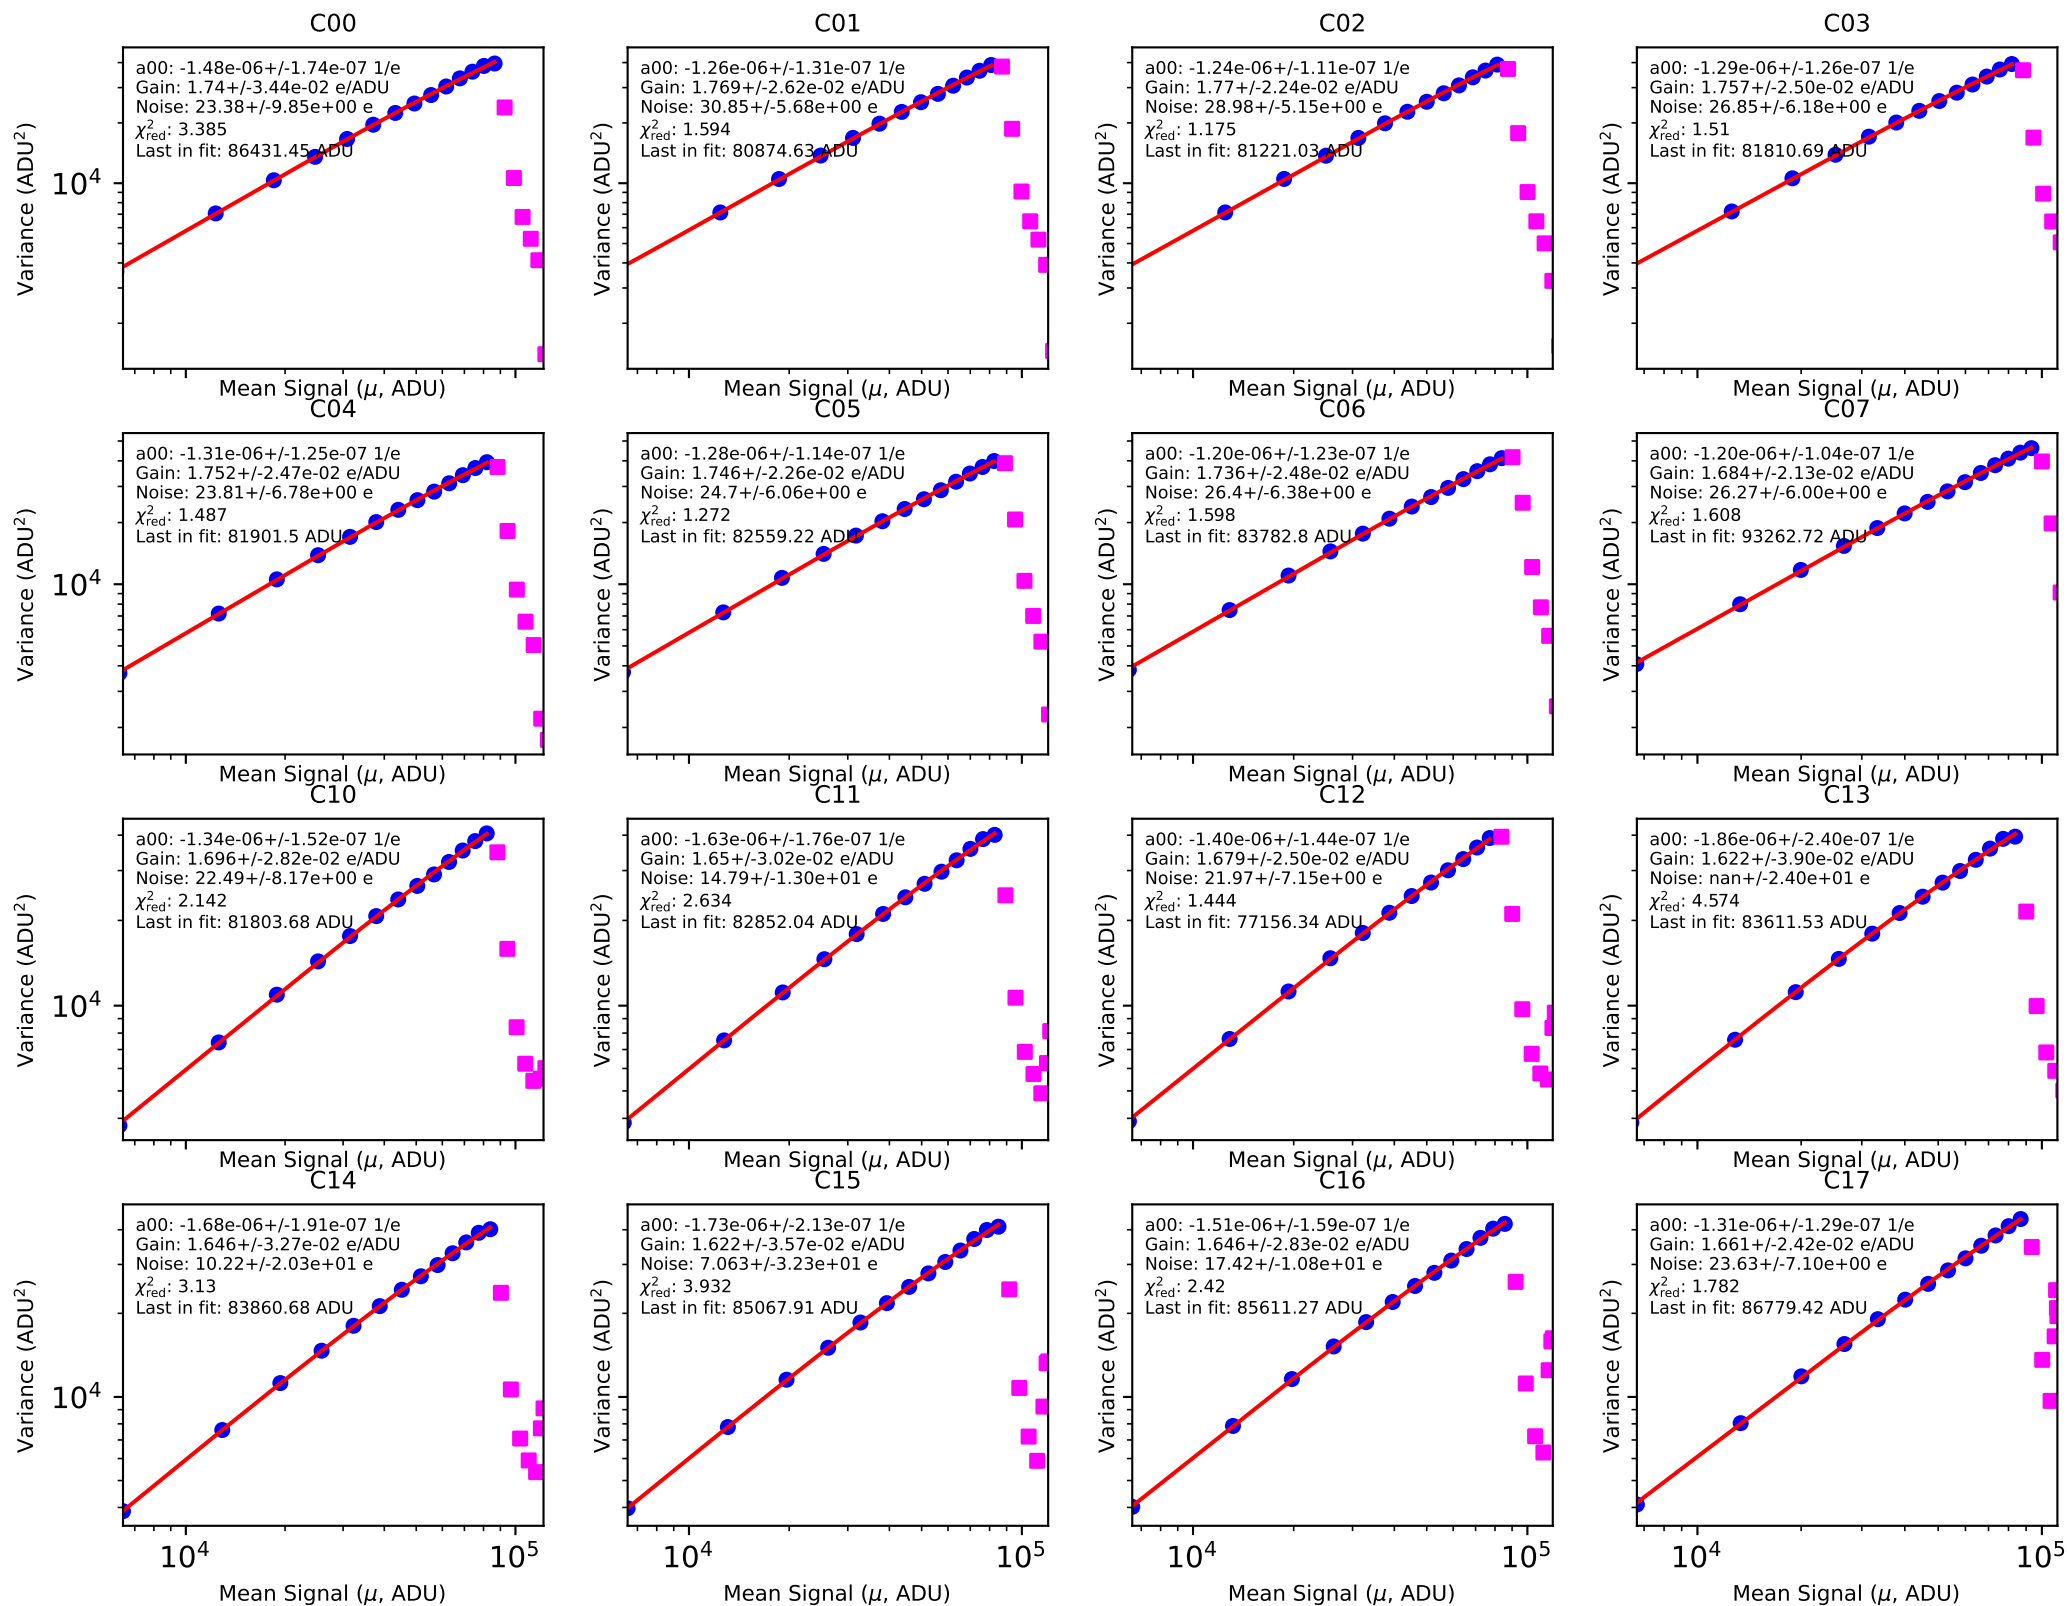 C00
a00: -1.48e-06+/-1.74e-07 1/e
Gain: 1.74+/-3.44e-02 e/ADU
Noise: 23.38+/-9.85e+00 e
χ²red: 3.385
Last in fit: 86431.45 ADU
10⁴
Variance (ADU²)
Mean Signal (μ, ADU)
C01
a00: -1.26e-06+/-1.31e-07 1/e
Gain: 1.769+/-2.62e-02 e/ADU
Noise: 30.85+/-5.68e+00 e
χ²red: 1.594
Last in fit: 80874.63 ADU
Variance (ADU²)
Mean Signal (μ, ADU)
C02
a00: -1.24e-06+/-1.11e-07 1/e
Gain: 1.77+/-2.24e-02 e/ADU
Noise: 28.98+/-5.15e+00 e
χ²red: 1.175
Last in fit: 81221.03 ADU
Variance (ADU²)
Mean Signal (μ, ADU)
C03
a00: -1.29e-06+/-1.26e-07 1/e
Gain: 1.757+/-2.50e-02 e/ADU
Noise: 26.85+/-6.18e+00 e
χ²red: 1.51
Last in fit: 81810.69 ADU
Variance (ADU²)
Mean Signal (μ, ADU)
C04
a00: -1.31e-06+/-1.25e-07 1/e
Gain: 1.752+/-2.47e-02 e/ADU
Noise: 23.81+/-6.78e+00 e
χ²red: 1.487
Last in fit: 81901.5 ADU
10⁴
Variance (ADU²)
Mean Signal (μ, ADU)
C05
a00: -1.28e-06+/-1.14e-07 1/e
Gain: 1.746+/-2.26e-02 e/ADU
Noise: 24.7+/-6.06e+00 e
χ²red: 1.272
Last in fit: 82559.22 ADU
Variance (ADU²)
Mean Signal (μ, ADU)
C06
a00: -1.20e-06+/-1.23e-07 1/e
Gain: 1.736+/-2.48e-02 e/ADU
Noise: 26.4+/-6.38e+00 e
χ²red: 1.598
Last in fit: 83782.8 ADU
Variance (ADU²)
Mean Signal (μ, ADU)
C07
a00: -1.20e-06+/-1.04e-07 1/e
Gain: 1.684+/-2.13e-02 e/ADU
Noise: 26.27+/-6.00e+00 e
χ²red: 1.608
Last in fit: 93262.72 ADU
Variance (ADU²)
Mean Signal (μ, ADU)
C10
a00: -1.34e-06+/-1.52e-07 1/e
Gain: 1.696+/-2.82e-02 e/ADU
Noise: 22.49+/-8.17e+00 e
χ²red: 2.142
Last in fit: 81803.68 ADU
10⁴
Variance (ADU²)
Mean Signal (μ, ADU)
C11
a00: -1.63e-06+/-1.76e-07 1/e
Gain: 1.65+/-3.02e-02 e/ADU
Noise: 14.79+/-1.30e+01 e
χ²red: 2.634
Last in fit: 82852.04 ADU
Variance (ADU²)
Mean Signal (μ, ADU)
C12
a00: -1.40e-06+/-1.44e-07 1/e
Gain: 1.679+/-2.50e-02 e/ADU
Noise: 21.97+/-7.15e+00 e
χ²red: 1.444
Last in fit: 77156.34 ADU
Variance (ADU²)
Mean Signal (μ, ADU)
C13
a00: -1.86e-06+/-2.40e-07 1/e
Gain: 1.622+/-3.90e-02 e/ADU
Noise: nan+/-2.40e+01 e
χ²red: 4.574
Last in fit: 83611.53 ADU
Variance (ADU²)
Mean Signal (μ, ADU)
C14
a00: -1.68e-06+/-1.91e-07 1/e
Gain: 1.646+/-3.27e-02 e/ADU
Noise: 10.22+/-2.03e+01 e
χ²red: 3.13
Last in fit: 83860.68 ADU
10⁴
Variance (ADU²)
10⁴ 10⁵
Mean Signal (μ, ADU)
C15
a00: -1.73e-06+/-2.13e-07 1/e
Gain: 1.622+/-3.57e-02 e/ADU
Noise: 7.063+/-3.23e+01 e
χ²red: 3.932
Last in fit: 85067.91 ADU
Variance (ADU²)
10⁴ 10⁵
Mean Signal (μ, ADU)
C16
a00: -1.51e-06+/-1.59e-07 1/e
Gain: 1.646+/-2.83e-02 e/ADU
Noise: 17.42+/-1.08e+01 e
χ²red: 2.42
Last in fit: 85611.27 ADU
Variance (ADU²)
10⁴ 10⁵
Mean Signal (μ, ADU)
C17
a00: -1.31e-06+/-1.29e-07 1/e
Gain: 1.661+/-2.42e-02 e/ADU
Noise: 23.63+/-7.10e+00 e
χ²red: 1.782
Last in fit: 86779.42 ADU
Variance (ADU²)
10⁴ 10⁵
Mean Signal (μ, ADU)